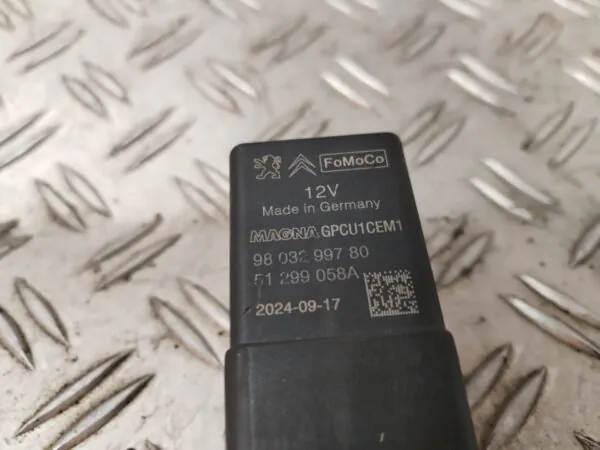 FoMoCo
12V
Made in Germany
MAGNA GPCU1CEM1
98 032 997 80
51 299 058A
2024-09-17